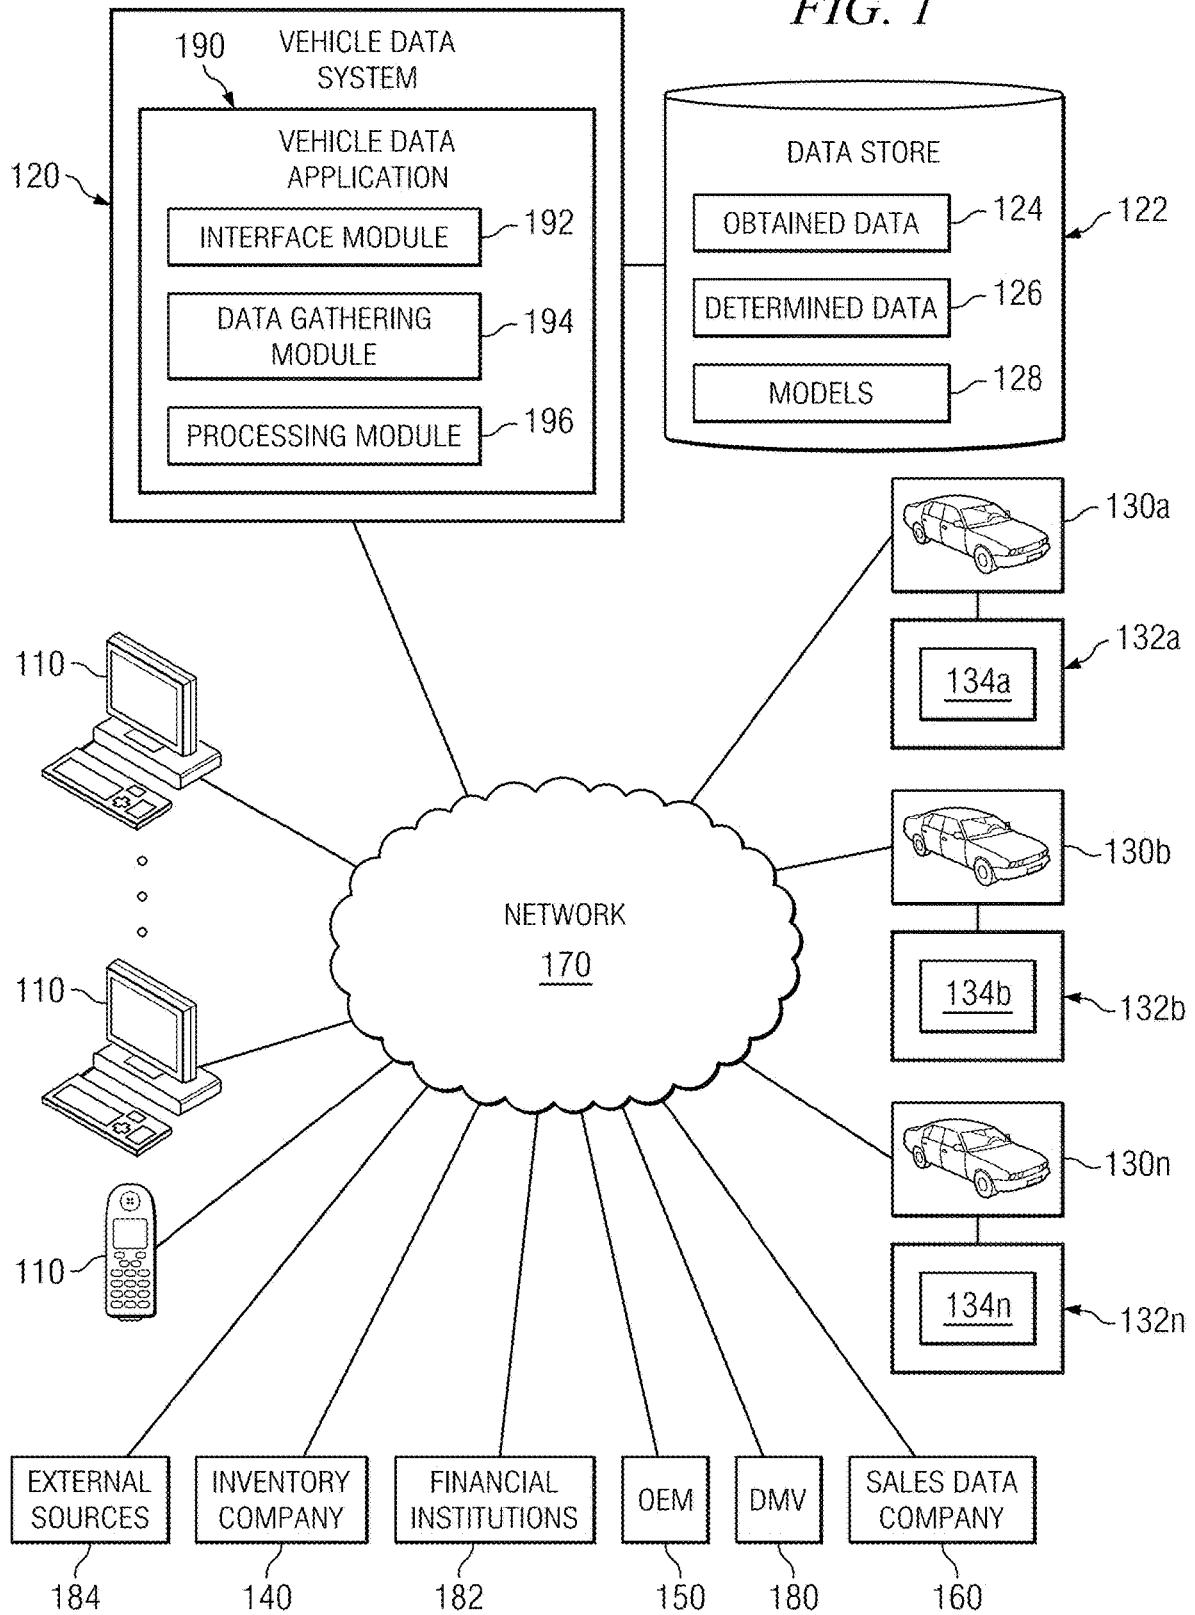 FIG. 1
VEHICLE DATA
SYSTEM
190
VEHICLE DATA
APPLICATION
120
INTERFACE MODULE
192
DATA GATHERING
MODULE
194
PROCESSING MODULE
196
DATA STORE
OBTAINED DATA
124
122
DETERMINED DATA
126
MODELS
128
130a
132a
134a
110
130b
NETWORK
170
110
134b
132b
130n
110
134n
132n
EXTERNAL
SOURCES
INVENTORY
COMPANY
FINANCIAL
INSTITUTIONS
OEM
DMV
SALES DATA
COMPANY
184
140
182
150
180
160